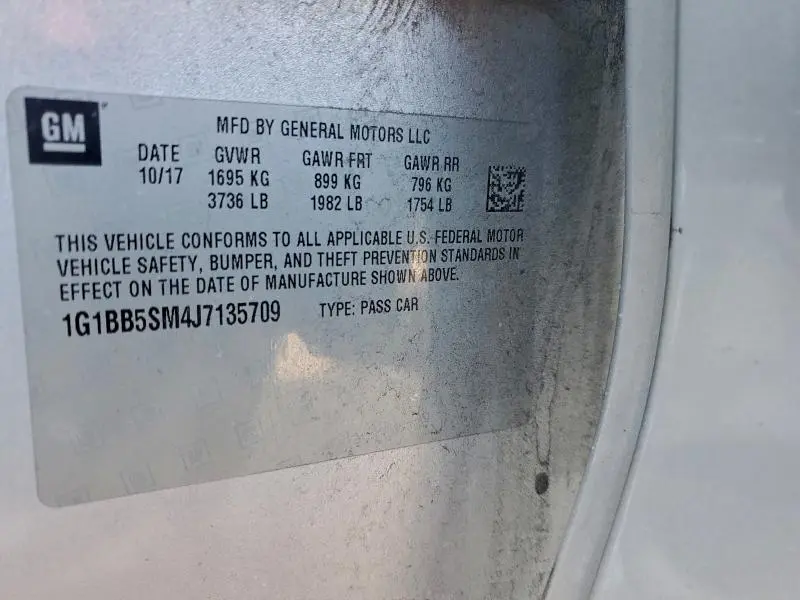 GM
MFD BY GENERAL MOTORS LLC
DATE GVWR GAWR FRT GAWR RR
10/17 1695 KG 899 KG 796 KG
3736 LB 1982 LB 1754 LB
THIS VEHICLE CONFORMS TO ALL APPLICABLE U.S. FEDERAL MOTOR
VEHICLE SAFETY, BUMPER, AND THEFT PREVENTION STANDARDS IN
EFFECT ON THE DATE OF MANUFACTURE SHOWN ABOVE.
1G1BB5SM4J7135709 TYPE: PASS CAR